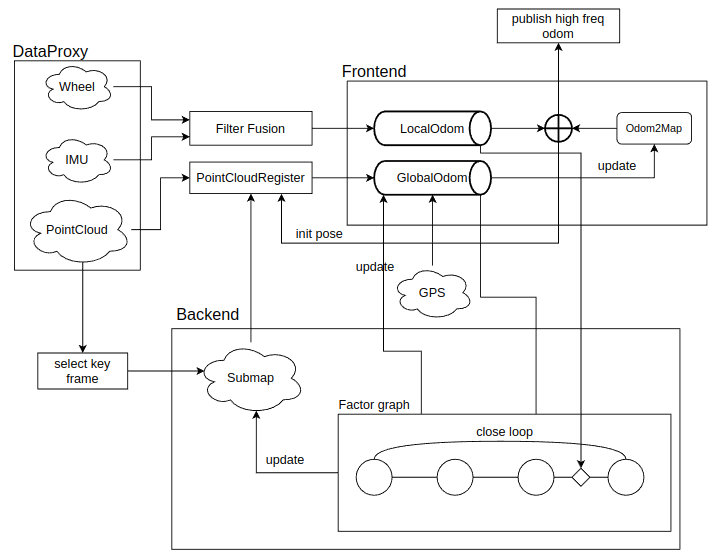 publish high freq
odom
DataProxy
Frontend
Wheel
Filter Fusion
LocalOdom
Odom2Map
IMU
PointCloudRegister
GlobalOdom
update
PointCloud
init pose
update
GPS
Backend
select key
frame
Submap
Factor graph
close loop
update